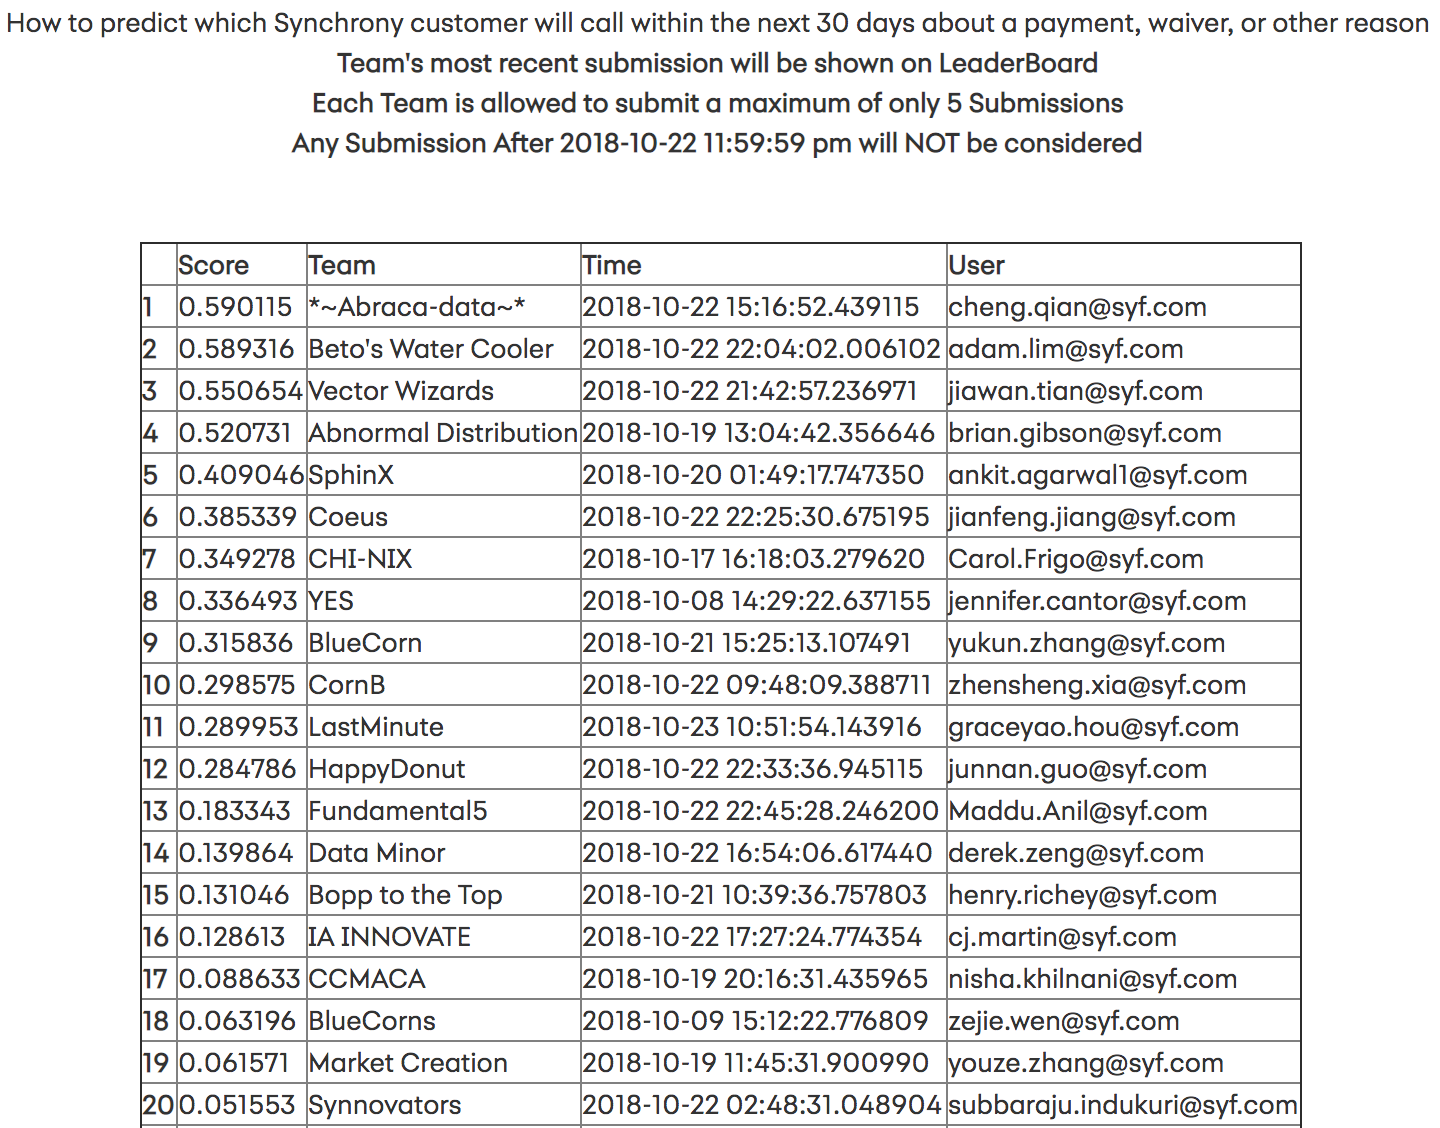 How to predict which Synchrony customer will call within the next 30 days about a payment, waiver, or other reason
Team's most recent submission will be shown on LeaderBoard
Each Team is allowed to submit a maximum of only 5 Submissions
Any Submission After 2018-10-22 11:59:59 pm will NOT be considered
Score Team Time User
1 0.590115 *~Abraca-data~* 2018-10-22 15:16:52.439115 cheng.qian@syf.com
2 0.589316 Beto's Water Cooler 2018-10-22 22:04:02.006102 adam.lim@syf.com
3 0.550654 Vector Wizards 2018-10-22 21:42:57.236971 jiawan.tian@syf.com
4 0.520731 Abnormal Distribution 2018-10-19 13:04:42.356646 brian.gibson@syf.com
5 0.409046 SphinX 2018-10-20 01:49:17.747350 ankit.agarwal1@syf.com
6 0.385339 Coeus 2018-10-22 22:25:30.675195 jianfeng.jiang@syf.com
7 0.349278 CHI-NIX 2018-10-17 16:18:03.279620 Carol.Frigo@syf.com
8 0.336493 YES 2018-10-08 14:29:22.637155 jennifer.cantor@syf.com
9 0.315836 BlueCorn 2018-10-21 15:25:13.107491 yukun.zhang@syf.com
10 0.298575 CornB 2018-10-22 09:48:09.388711 zhensheng.xia@syf.com
11 0.289953 LastMinute 2018-10-23 10:51:54.143916 graceyao.hou@syf.com
12 0.284786 HappyDonut 2018-10-22 22:33:36.945115 junnan.guo@syf.com
13 0.183343 Fundamental5 2018-10-22 22:45:28.246200 Maddu.Anil@syf.com
14 0.139864 Data Minor 2018-10-22 16:54:06.617440 derek.zeng@syf.com
15 0.131046 Bopp to the Top 2018-10-21 10:39:36.757803 henry.richey@syf.com
16 0.128613 IA INNOVATE 2018-10-22 17:27:24.774354 cj.martin@syf.com
17 0.088633 CCMACA 2018-10-19 20:16:31.435965 nisha.khilnani@syf.com
18 0.063196 BlueCorns 2018-10-09 15:12:22.776809 zejie.wen@syf.com
19 0.061571 Market Creation 2018-10-19 11:45:31.900990 youze.zhang@syf.com
20 0.051553 Synnovators 2018-10-22 02:48:31.048904 subbaraju.indukuri@syf.com